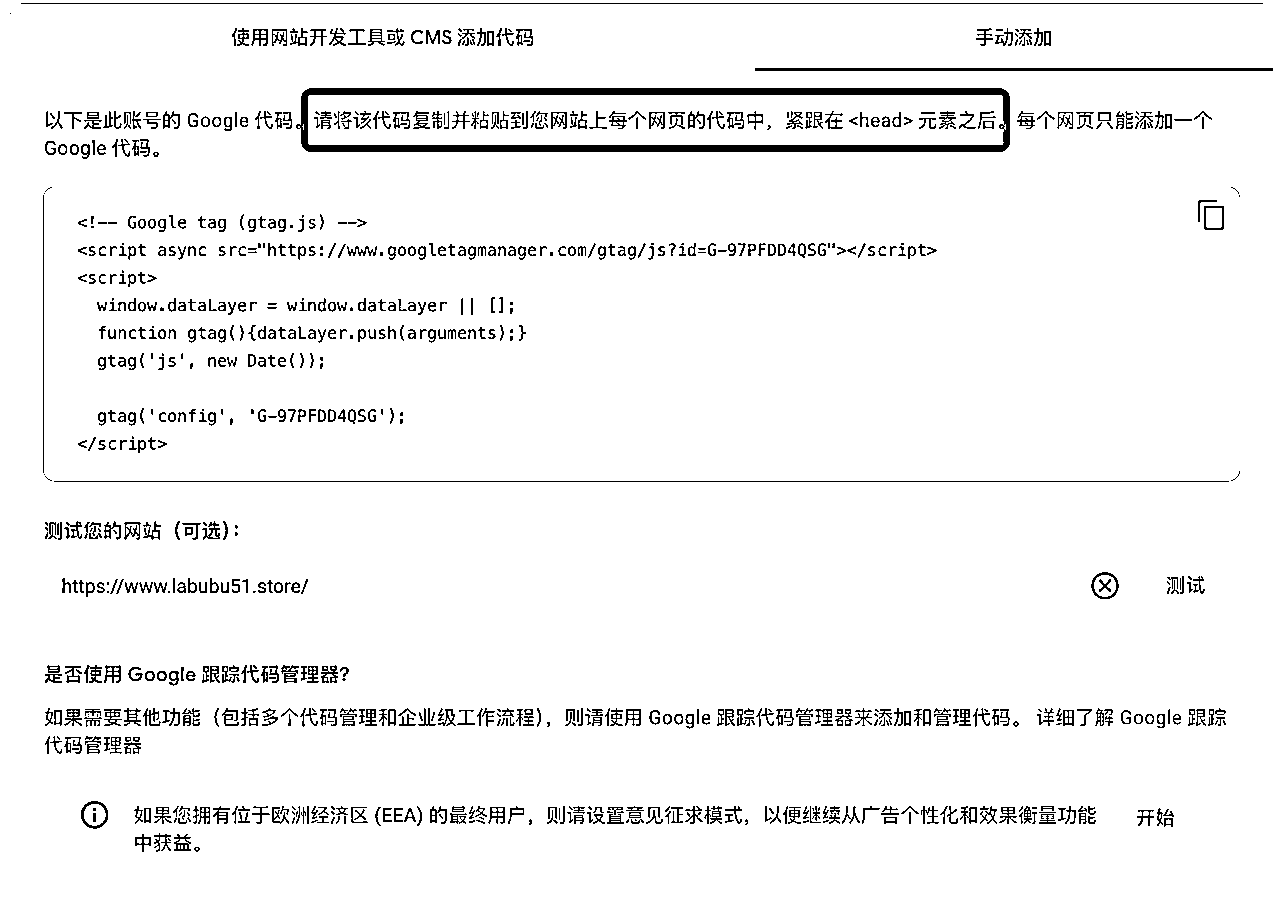 使用网站开发工具或 CMS 添加代码
手动添加
以下是此账号的 Google 代码。请将该代码复制并粘贴到您网站上每个网页的代码中，紧跟在 <head> 元素之后。每个网页只能添加一个
Google 代码。
<!-- Google tag (gtag.js) -->
<script async src="https://www.googletagmanager.com/gtag/js?id=G-97PFDD4QSG"></script>
<script>
  window.dataLayer = window.dataLayer || [];
  function gtag(){dataLayer.push(arguments);}
  gtag('js', new Date());
  gtag('config', 'G-97PFDD4QSG');
</script>
测试您的网站（可选）：
https://www.labubu51.store/
测试
是否使用 Google 跟踪代码管理器？
如果需要其他功能（包括多个代码管理和企业级工作流程），则请使用 Google 跟踪代码管理器来添加和管理代码。 详细了解 Google 跟踪
代码管理器
如果您拥有位于欧洲经济区 (EEA) 的最终用户，则请设置意见征求模式，以便继续从广告个性化和效果衡量功能
中获益。
开始